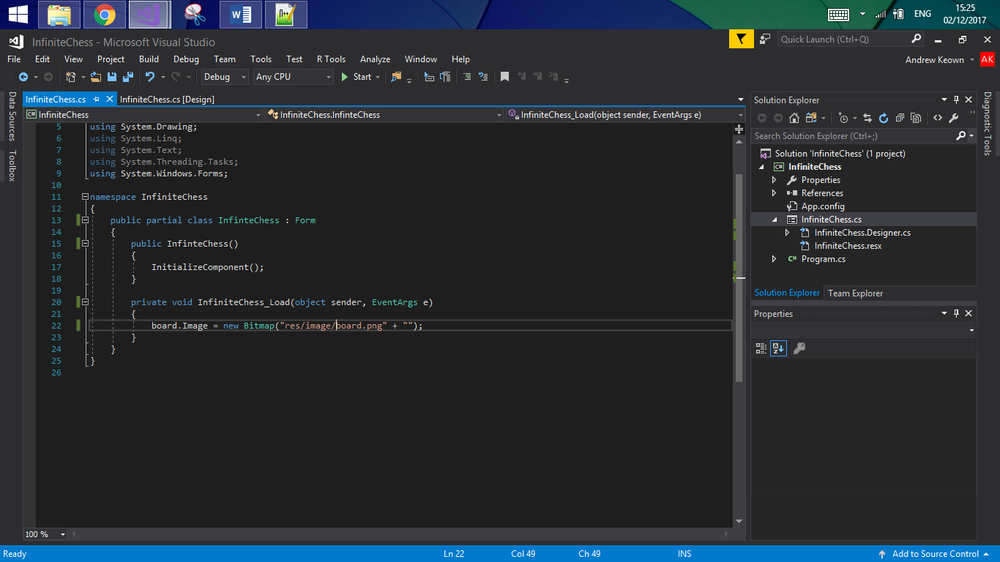 ENG
15:25
02/12/2017
InfiniteChess - Microsoft Visual Studio
Quick Launch (Ctrl+Q)
File Edit View Project Build Debug Team Tools Test R Tools Analyze Window Help
Andrew Keown AK
Debug Any CPU Start
InfiniteChess.cs InfiniteChess.cs [Design]
InfiniteChess InfiniteChess.InfinteChess InfiniteChess_Load(object sender, EventArgs e)
Data Sources
Toolbox
5 using System.Drawing;
6 using System.Linq;
7 using System.Text;
8 using System.Threading.Tasks;
9 using System.Windows.Forms;
10
11 namespace InfiniteChess
12 {
13 public partial class InfinteChess : Form
14 {
15 public InfinteChess()
16 {
17 InitializeComponent();
18 }
19
20 private void InfiniteChess_Load(object sender, EventArgs e)
21 {
22 board.Image = new Bitmap("res/image/board.png" + "");
23 }
24 }
25 }
26
100 %
Solution Explorer
Search Solution Explorer (Ctrl+;)
Solution 'InfiniteChess' (1 project)
C# InfiniteChess
Properties
References
App.config
InfiniteChess.cs
InfiniteChess.Designer.cs
InfiniteChess.resx
C# Program.cs
Solution Explorer Team Explorer
Properties
Diagnostic Tools
Ready Ln 22 Col 49 Ch 49 INS Add to Source Control